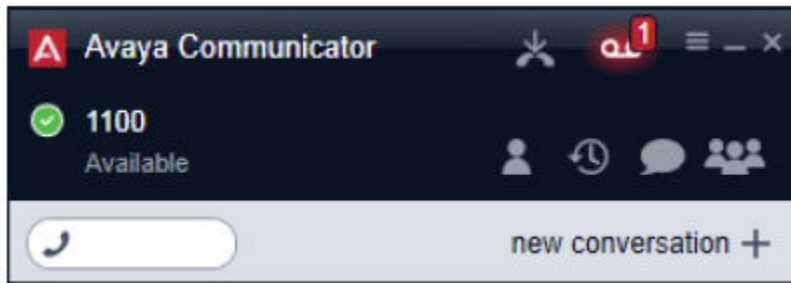 Avaya Communicator
1
1100
Available
new conversation